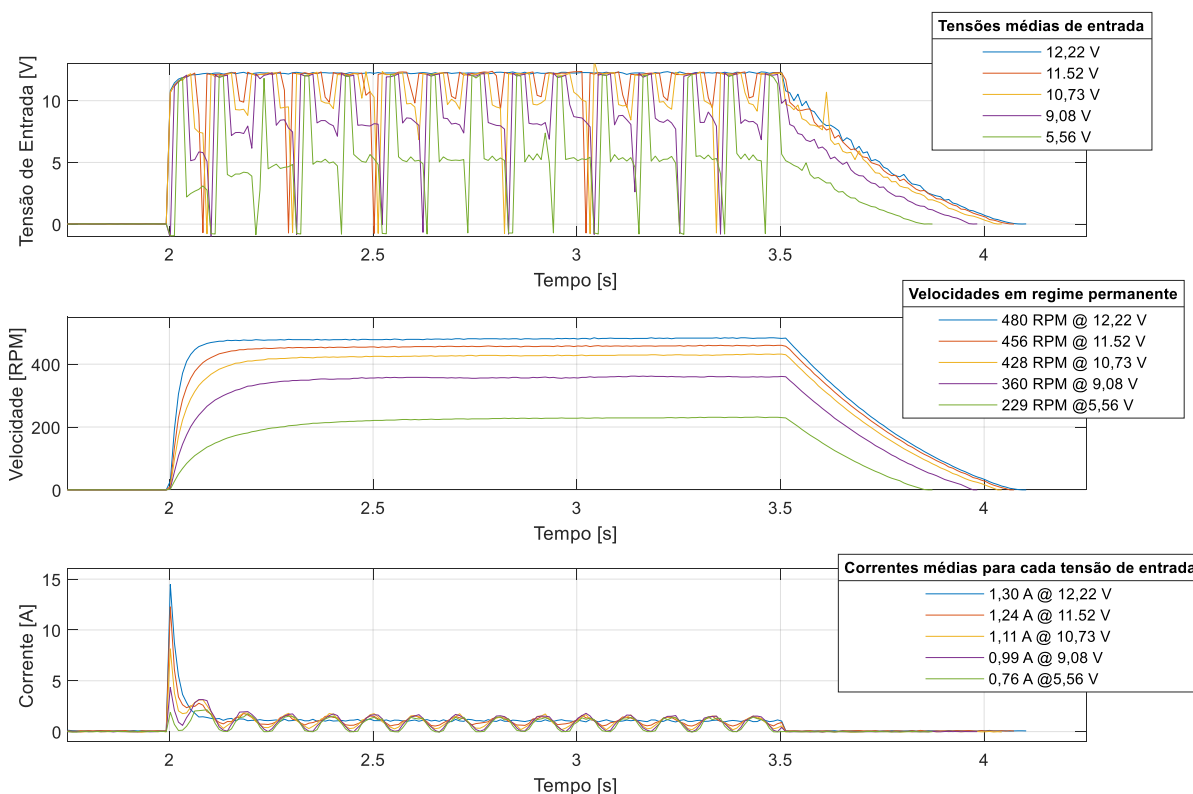 Tensões médias de entrada
12,22 V
11.52 V
10,73 V
9,08 V
5,56 V
Tensão de Entrada [V]
10
5
0
2
2.5
3
3.5
4
Tempo [s]
Velocidades em regime permanente
480 RPM @ 12,22 V
456 RPM @ 11.52 V
428 RPM @ 10,73 V
360 RPM @ 9,08 V
229 RPM @5,56 V
Velocidade [RPM]
400
200
0
2
2.5
3
3.5
4
Tempo [s]
Correntes médias para cada tensão de entrada
1,30 A @ 12,22 V
1,24 A @ 11.52 V
1,11 A @ 10,73 V
0,99 A @ 9,08 V
0,76 A @5,56 V
Corrente [A]
15
10
5
0
2
2.5
3
3.5
4
Tempo [s]